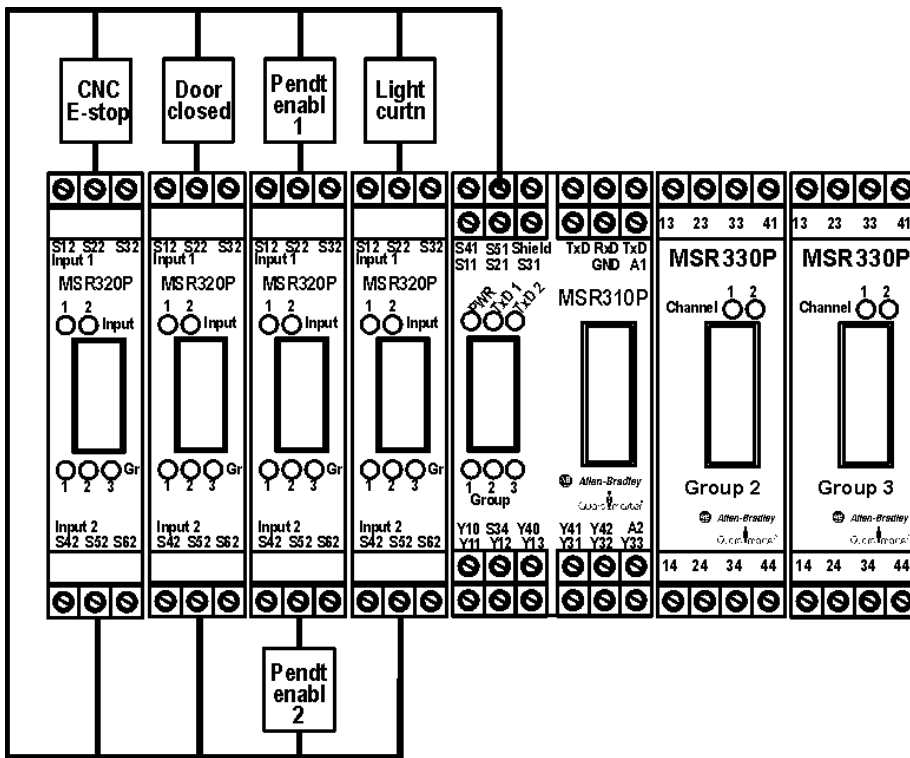 CNC
E-stop
Door
closed
Pendt
enabl
1
Light
curtn
13 23 33 41
13 23 33 41
S12 S22 S32
Input 1
MSR320P
1 2
Input
Gr
1 2 3
Input 2
S42 S52 S62
S12 S22 S32
Input 1
MSR320P
1 2
Input
Gr
1 2 3
Input 2
S42 S52 S62
S12 S22 S32
Input 1
MSR320P
1 2
Input
Gr
1 2 3
Input 2
S42 S52 S62
S12 S22 S32
Input 1
MSR320P
1 2
Input
Gr
1 2 3
Input 2
S42 S52 S62
S41 S51 Shield
S11 S21 S31
PWR TxD 1 TxD 2
1 2 3
Group
Y10 S34 Y40
Y11 Y12 Y13
TxD RxD TxD
GND A1
MSR310P
Allen-Bradley
Y41 Y42 A2
Y31 Y32 Y33
MSR330P
1 2
Channel
Group 2
Allen-Bradley
14 24 34 44
MSR330P
1 2
Channel
Group 3
Allen-Bradley
14 24 34 44
Pendt
enabl
2